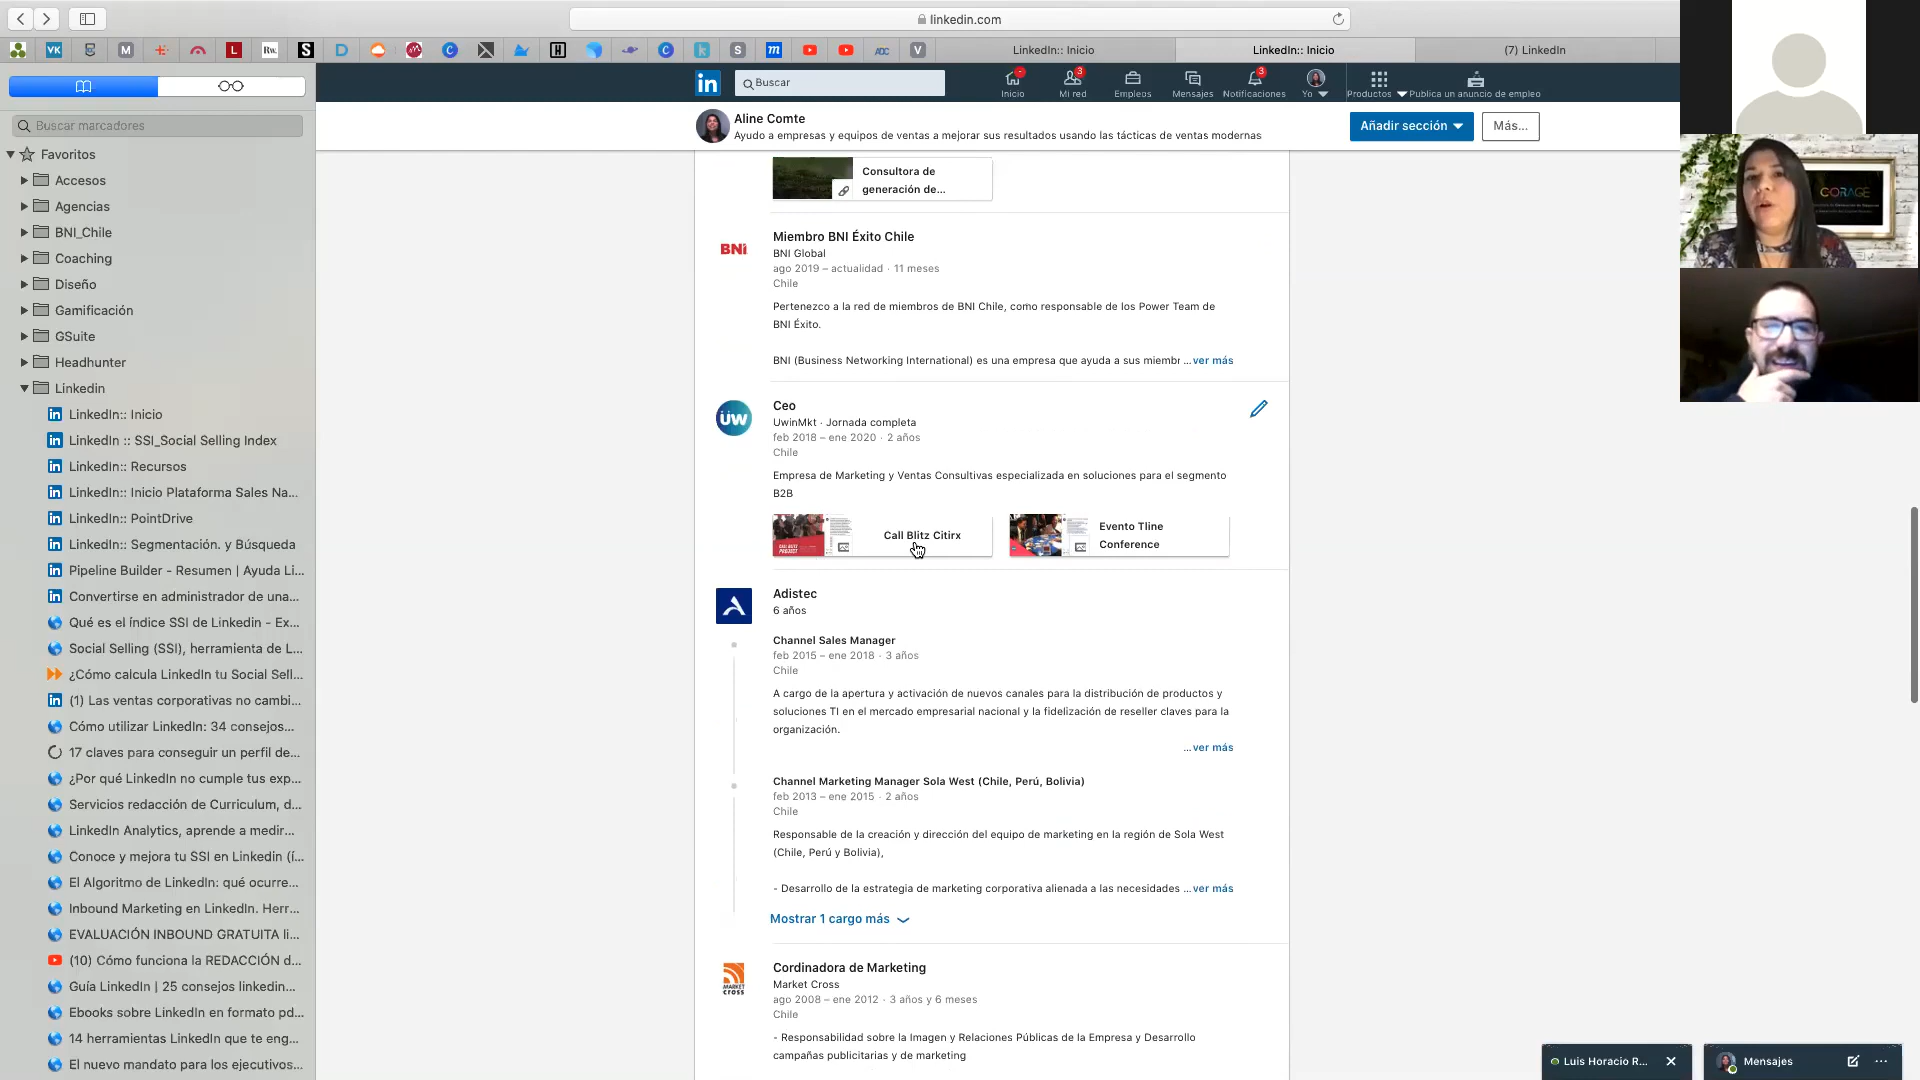 linkedin.com
LinkedIn:: Inicio
LinkedIn:: Inicio
(7) LinkedIn
Buscar marcadores
Favoritos
Accesos
Agencias
BNI_Chile
Coaching
Diseño
Gamificación
GSuite
Headhunter
Linkedin
LinkedIn:: Inicio
LinkedIn :: SSI_Social Selling Index
LinkedIn:: Recursos
LinkedIn:: Inicio Plataforma Sales Na...
LinkedIn:: PointDrive
LinkedIn:: Segmentación. y Búsqueda
Pipeline Builder - Resumen | Ayuda Li...
Convertirse en administrador de una...
Qué es el índice SSI de Linkedin - Ex...
Social Selling (SSI), herramienta de L...
¿Cómo calcula LinkedIn tu Social Sell...
(1) Las ventas corporativas no cambi...
Cómo utilizar LinkedIn: 34 consejos...
17 claves para conseguir un perfil de...
¿Por qué LinkedIn no cumple tus exp...
Servicios redacción de Curriculum, d...
LinkedIn Analytics, aprende a medir...
Conoce y mejora tu SSI en Linkedin (í...
El Algoritmo de LinkedIn: qué ocurre...
Inbound Marketing en LinkedIn. Herr...
EVALUACIÓN INBOUND GRATUITA li...
(10) Cómo funciona la REDACCIÓN d...
Guía LinkedIn | 25 consejos linkedin...
Ebooks sobre LinkedIn en formato pd...
14 herramientas LinkedIn que te eng...
El nuevo mandato para los ejecutivos...
in
Buscar
Inicio
3
Mi red
Empleos
Mensajes
3
Notificaciones
Yo
Productos
Publica un anuncio de empleo
Aline Comte
Ayudo a empresas y equipos de ventas a mejorar sus resultados usando las tácticas de ventas modernas
Añadir sección
Más...
Consultora de
generación de...
BNI
Miembro BNI Éxito Chile
BNI Global
ago 2019 – actualidad · 11 meses
Chile
Pertenezco a la red de miembros de BNI Chile, como responsable de los Power Team de
BNI Éxito.
BNI (Business Networking International) es una empresa que ayuda a sus miembr ...ver más
UW
Ceo
UwinMkt · Jornada completa
feb 2018 – ene 2020 · 2 años
Chile
Empresa de Marketing y Ventas Consultivas especializada en soluciones para el segmento
B2B
Call Blitz Citirx
Evento Tline
Conference
Adistec
6 años
Channel Sales Manager
feb 2015 – ene 2018 · 3 años
Chile
A cargo de la apertura y activación de nuevos canales para la distribución de productos y
soluciones TI en el mercado empresarial nacional y la fidelización de reseller claves para la
organización.
...ver más
Channel Marketing Manager Sola West (Chile, Perú, Bolivia)
feb 2013 – ene 2015 · 2 años
Chile
Responsable de la creación y dirección del equipo de marketing en la región de Sola West
(Chile, Perú y Bolivia),
- Desarrollo de la estrategia de marketing corporativa alienada a las necesidades ...ver más
Mostrar 1 cargo más
MARKET
CROSS
Cordinadora de Marketing
Market Cross
ago 2008 – ene 2012 · 3 años y 6 meses
Chile
- Responsabilidad sobre la Imagen y Relaciones Públicas de la Empresa y Desarrollo
campañas publicitarias y de marketing
CORAGE
Luis Horacio R...
Mensajes